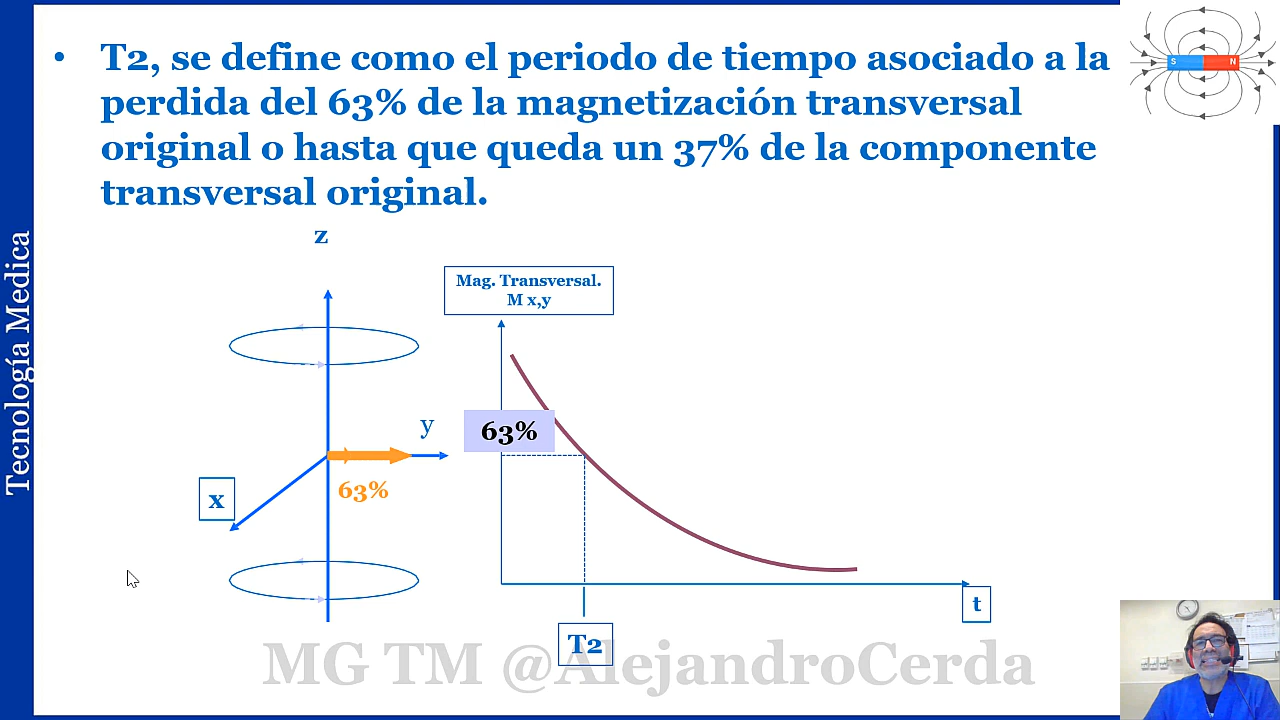 • T2, se define como el periodo de tiempo asociado a la
perdida del 63% de la magnetización transversal
original o hasta que queda un 37% de la componente
transversal original.
S N
Tecnología Medica
z
Mag. Transversal.
M x,y
y
63%
x
63%
t
T2
MG TM @AlejandroCerda